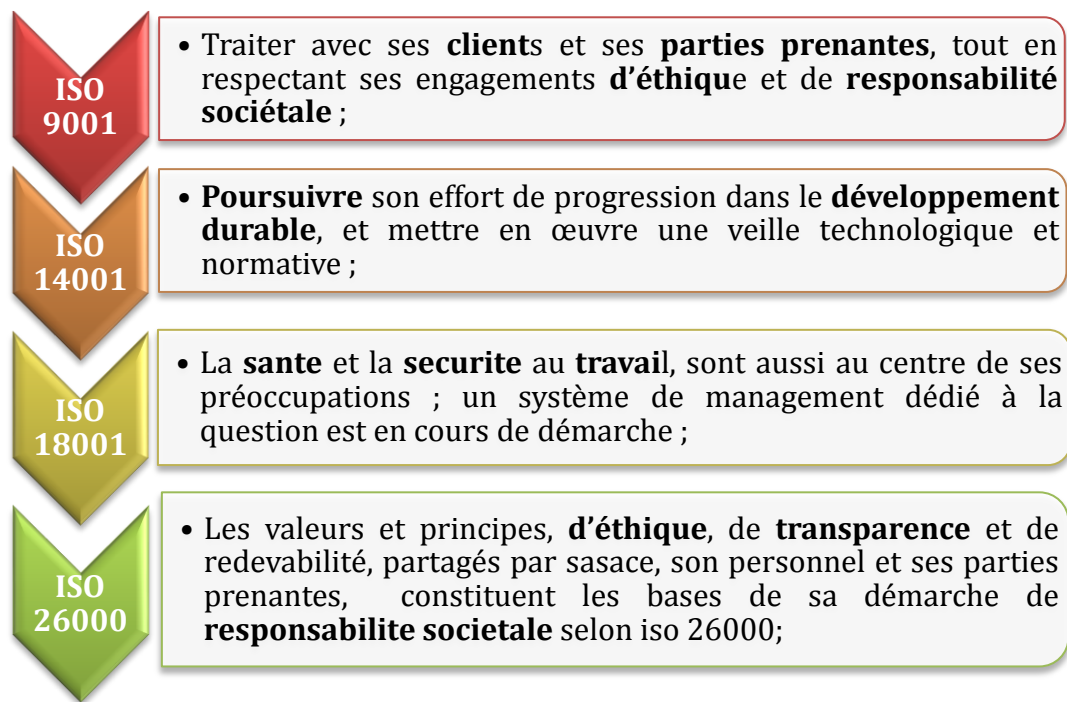 ISO
9001
• Traiter avec ses clients et ses parties prenantes, tout en
respectant ses engagements d’éthique et de responsabilité
sociétale ;
ISO
14001
• Poursuivre son effort de progression dans le développement
durable, et mettre en œuvre une veille technologique et
normative ;
ISO
18001
• La sante et la securite au travail, sont aussi au centre de ses
préoccupations ; un système de management dédié à la
question est en cours de démarche ;
ISO
26000
• Les valeurs et principes, d’éthique, de transparence et de
redevabilité, partagés par sasace, son personnel et ses parties
prenantes, constituent les bases de sa démarche de
responsabilite societale selon iso 26000;